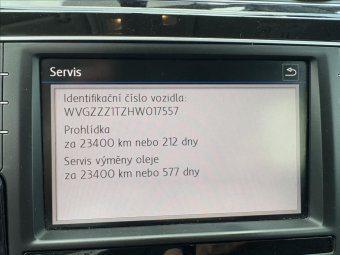 Servis
Identifikační číslo vozidla:
WVGZZZ1TZHW017557
Prohlídka
za 23400 km nebo 212 dny
Servis výměny oleje
za 23400 km nebo 577 dny